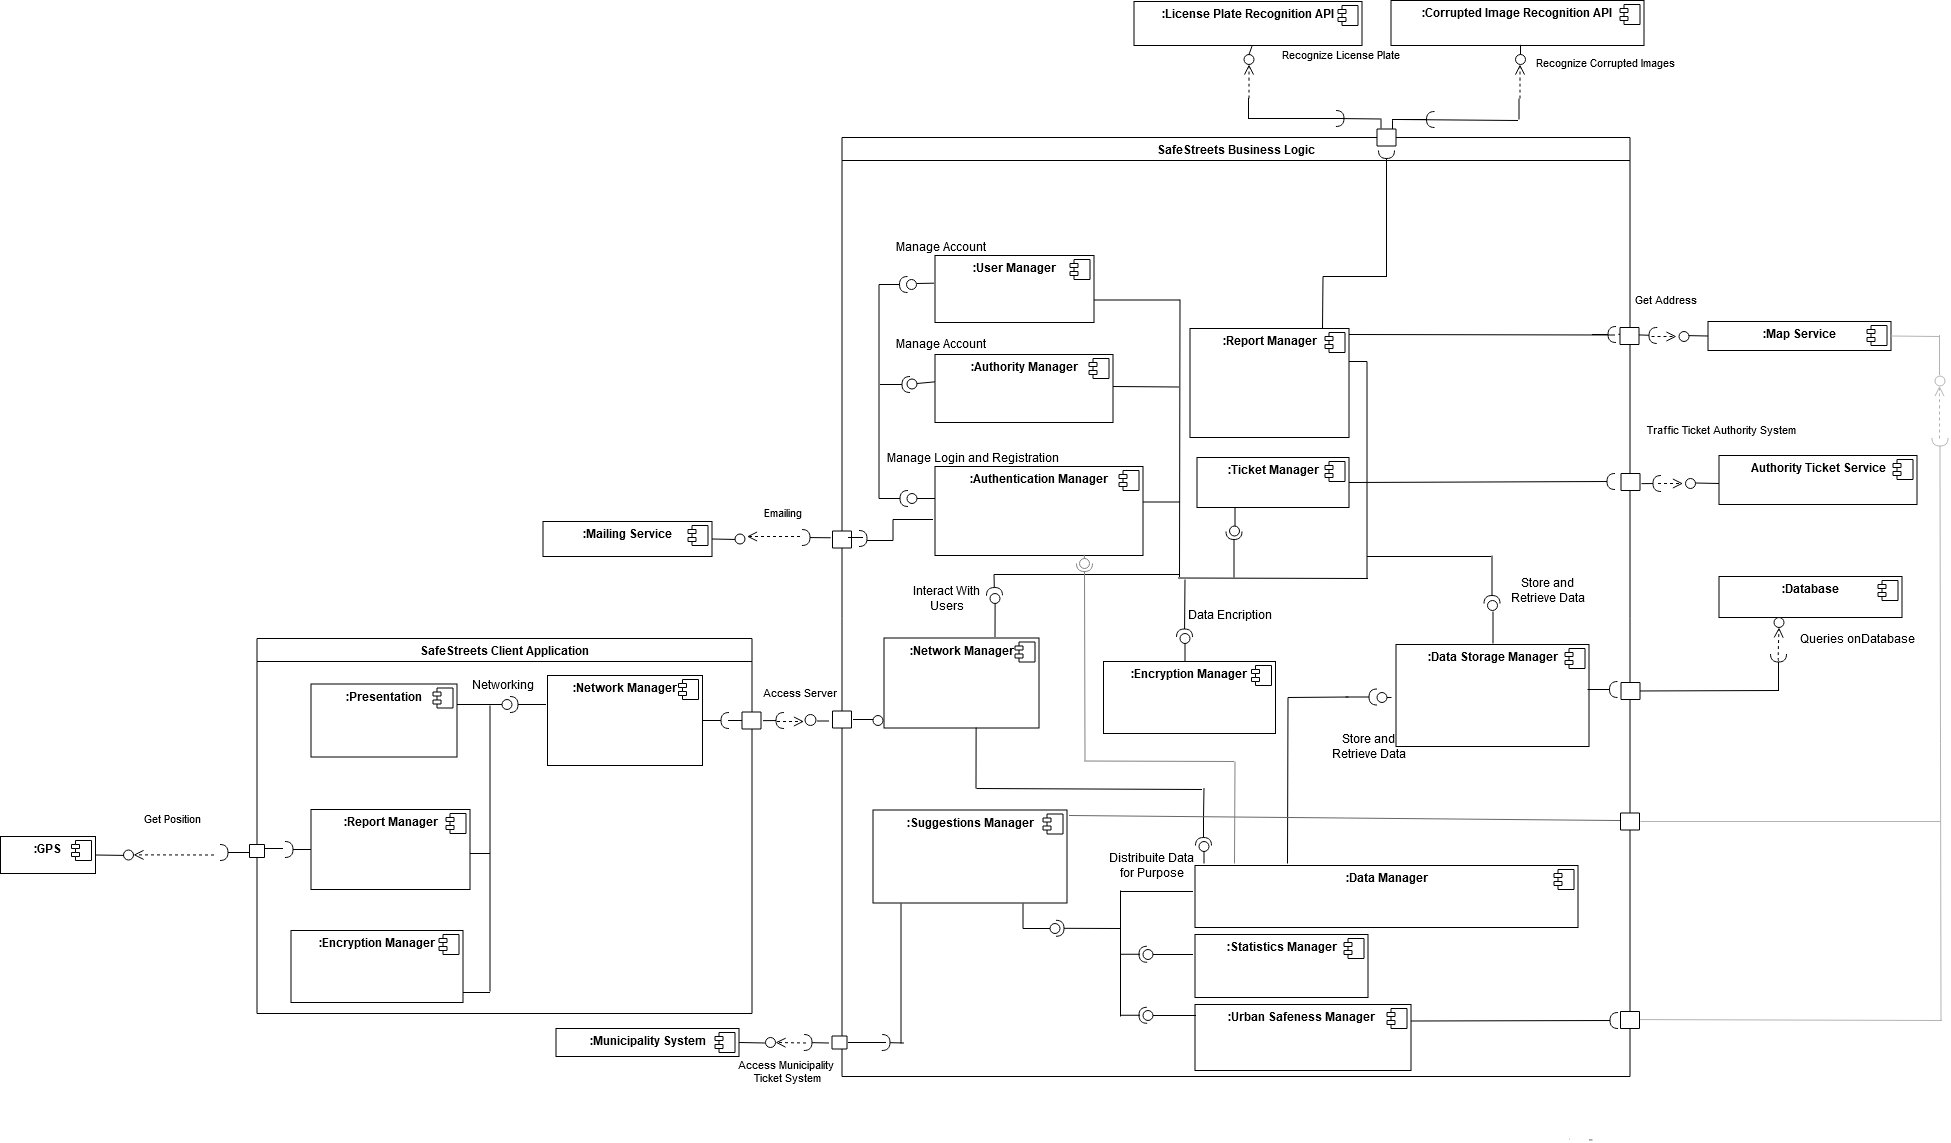 :License Plate Recognition API
:Corrupted Image Recognition API
Recognize License Plate
Recognize Corrupted Images
SafeStreets Business Logic
Manage Account
:User Manager
Get Address
:Report Manager
:Map Service
Manage Account
:Authority Manager
Traffic Ticket Authority System
Manage Login and Registration
:Authentication Manager
:Ticket Manager
Authority Ticket Service
Emailing
:Mailing Service
Interact With
Users
Data Encription
Store and
Retrieve Data
:Database
Queries onDatabase
SafeStreets Client Application
:Network Manager
:Encryption Manager
:Data Storage Manager
:Presentation
Networking
:Network Manager
Access Server
Store and
Retrieve Data
Get Position
:GPS
:Report Manager
:Suggestions Manager
Distribuite Data
for Purpose
:Data Manager
:Encryption Manager
:Statistics Manager
:Urban Safeness Manager
:Municipality System
Access Municipality
Ticket System